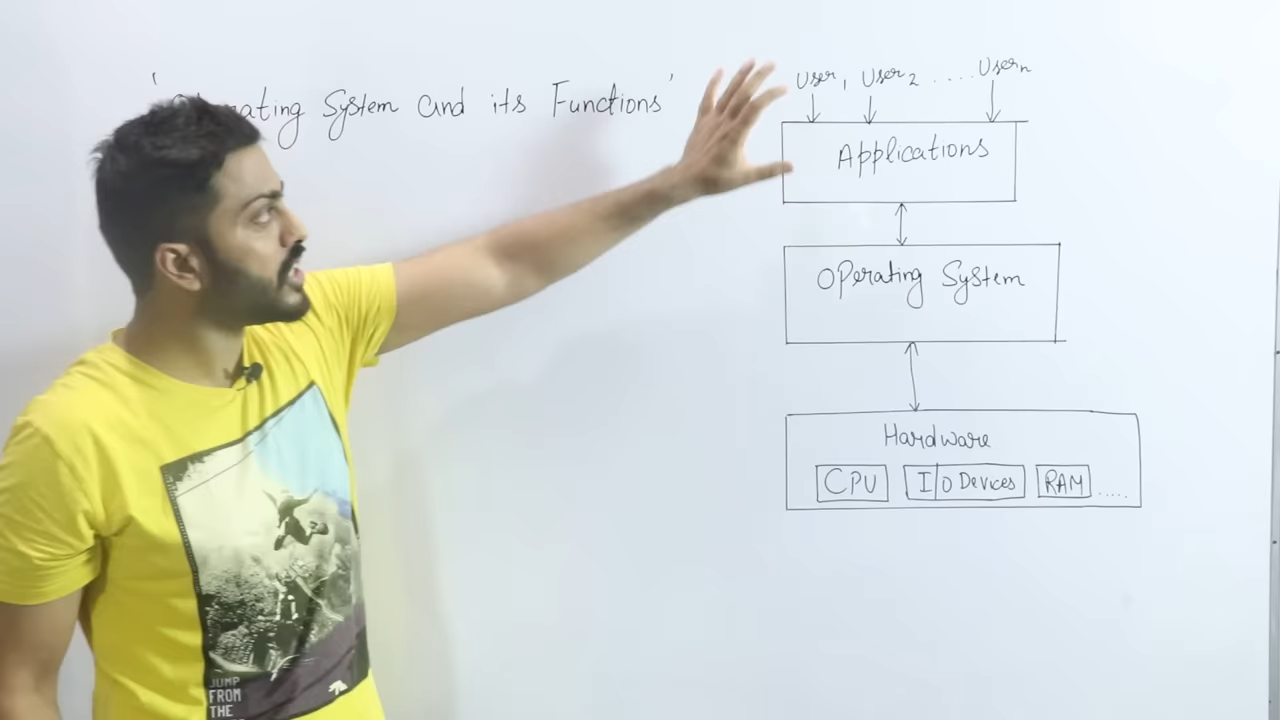 ' Operating System and its Functions '
User1 User2 ..... Usern
Applications
Operating System
Hardware
CPU I/O Devices RAM .....
JUMP
FROM
THE